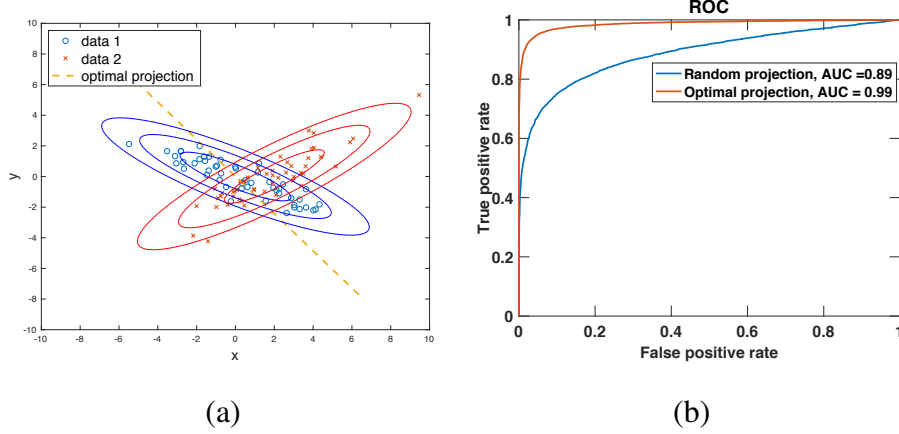 data 1
data 2
optimal projection
10
8
6
4
2
0
-2
-4
-6
-8
-10
y
-10 -8 -6 -4 -2 0 2 4 6 8 10
x
(a)
ROC
Random projection, AUC =0.89
Optimal projection, AUC = 0.99
1
0.8
0.6
0.4
0.2
0
True positive rate
0 0.2 0.4 0.6 0.8 1
False positive rate
(b)